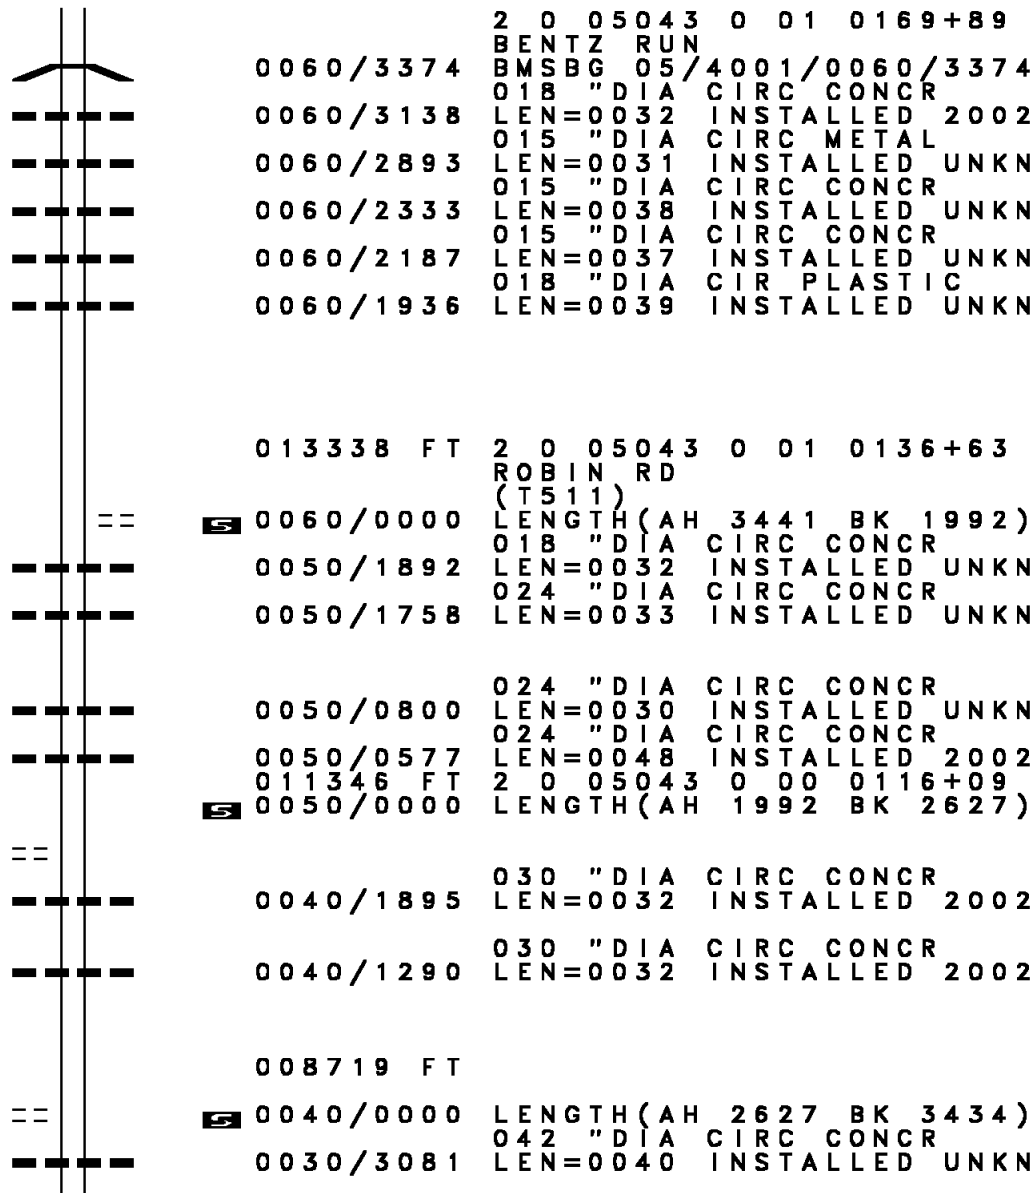 2 0 05043 0 01 0169+89
BENTZ RUN
0060/3374 BMSBG 05/4001/0060/3374
018 "DIA CIRC CONCR
0060/3138 LEN=0032 INSTALLED 2002
015 "DIA CIRC METAL
0060/2893 LEN=0031 INSTALLED UNKN
015 "DIA CIRC CONCR
0060/2333 LEN=0038 INSTALLED UNKN
015 "DIA CIRC CONCR
0060/2187 LEN=0037 INSTALLED UNKN
018 "DIA CIR PLASTIC
0060/1936 LEN=0039 INSTALLED UNKN
013338 FT 2 0 05043 0 01 0136+63
ROBIN RD
(T511)
S 0060/0000 LENGTH(AH 3441 BK 1992)
018 "DIA CIRC CONCR
0050/1892 LEN=0032 INSTALLED UNKN
024 "DIA CIRC CONCR
0050/1758 LEN=0033 INSTALLED UNKN
024 "DIA CIRC CONCR
0050/0800 LEN=0030 INSTALLED UNKN
024 "DIA CIRC CONCR
0050/0577 LEN=0048 INSTALLED 2002
011346 FT 2 0 05043 0 00 0116+09
S 0050/0000 LENGTH(AH 1992 BK 2627)
030 "DIA CIRC CONCR
0040/1895 LEN=0032 INSTALLED 2002
030 "DIA CIRC CONCR
0040/1290 LEN=0032 INSTALLED 2002
008719 FT
S 0040/0000 LENGTH(AH 2627 BK 3434)
042 "DIA CIRC CONCR
0030/3081 LEN=0040 INSTALLED UNKN